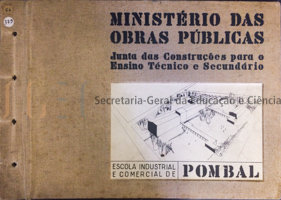 MINISTÉRIO DAS
OBRAS PÚBLICAS
Junta das Construções para o
Ensino Técnico e Secundário
Secretaria-Geral da Educação e Ciência
ESCOLA INDUSTRIAL
E COMERCIAL DE
POMBAL